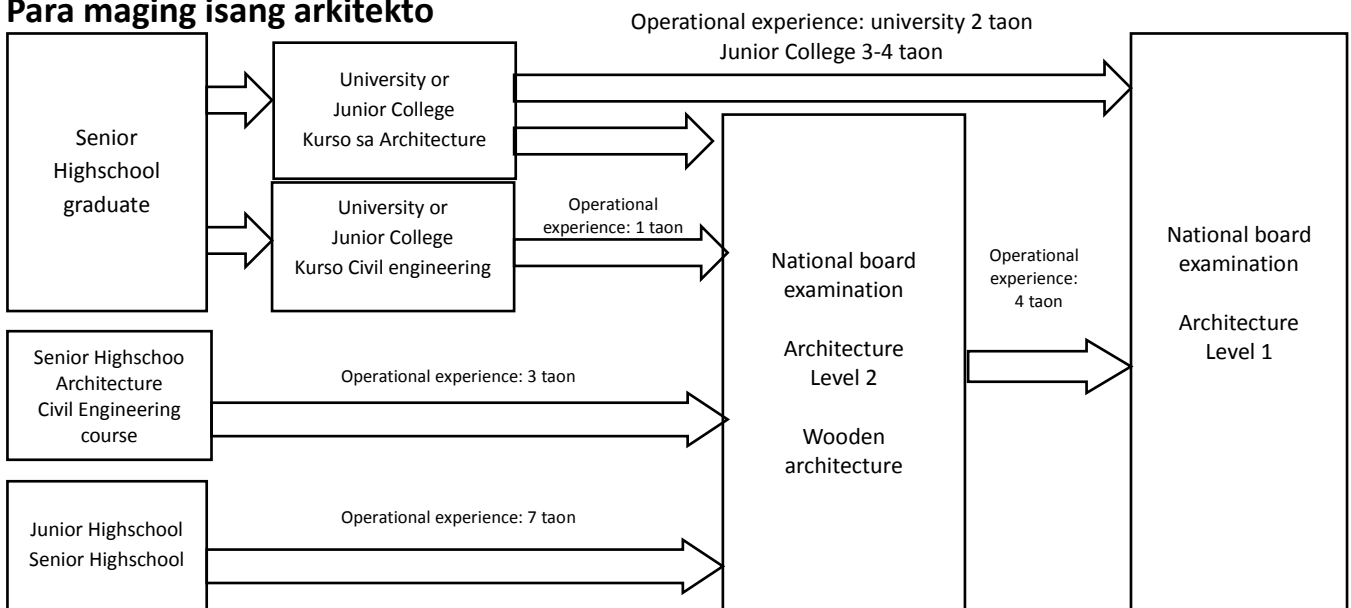 Para maging isang arkitekto
Operational experience: university 2 taon
Junior College 3-4 taon
Senior
Highschool
graduate
University or
Junior College
Kurso sa Architecture
University or
Junior College
Kurso Civil engineering
Operational
experience: 1 taon
National board
examination
Architecture
Level 2
Wooden
architecture
Operational
experience:
4 taon
National board
examination
Architecture
Level 1
Senior Highschoo
Architecture
Civil Engineering
course
Operational experience: 3 taon
Junior Highschool
Senior Highschool
Operational experience: 7 taon